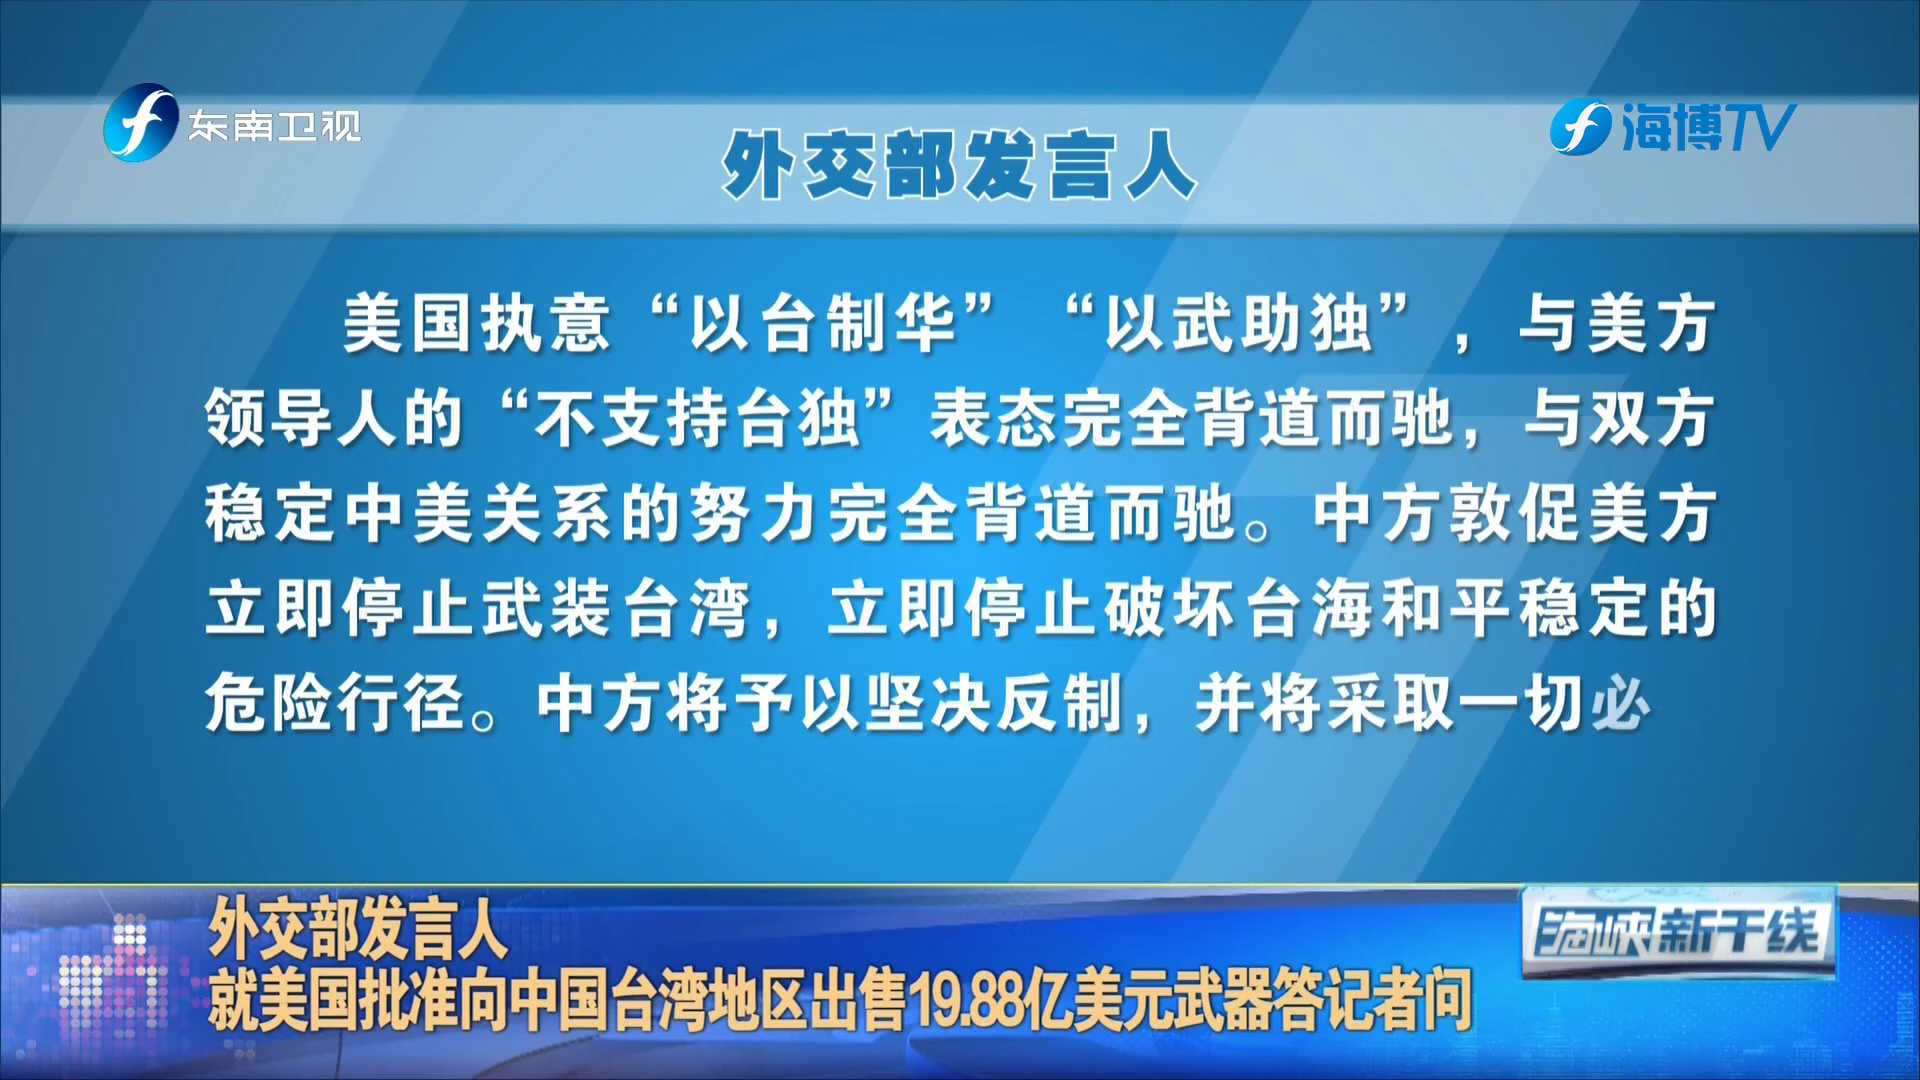 东南卫视
海博TV
外交部发言人
美国执意“以台制华”“以武助独”，与美方
领导人的“不支持台独”表态完全背道而驰，与双方
稳定中美关系的努力完全背道而驰。中方敦促美方
立即停止武装台湾，立即停止破坏台海和平稳定的
危险行径。中方将予以坚决反制，并将采取一切必
外交部发言人
就美国批准向中国台湾地区出售19.88亿美元武器答记者问
海峡新干线